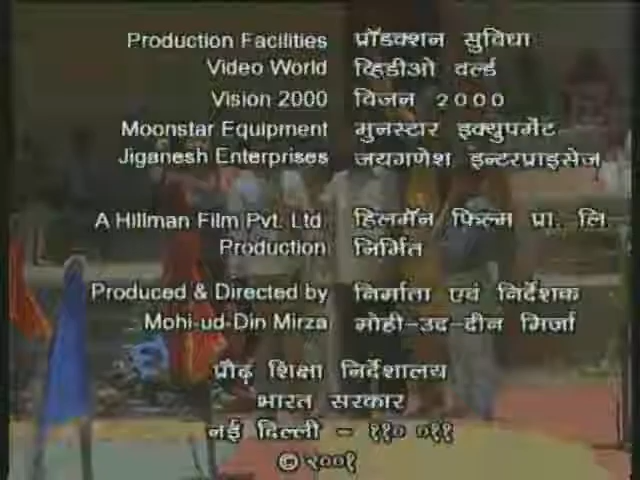 Production Facilities प्रॉडक्शन सुविधा
Video World व्हिडीओ वर्ल्ड
Vision 2000 विजन 2000
Moonstar Equipment मुनस्टार इक्युपमेंट
Jiganesh Enterprises जयगणेश इन्टरप्राइसेज्
A Hillman Film Pvt. Ltd. हिलमॅन फिल्म प्रा. लि
Production निर्मित
Produced & Directed by निर्माता एवं निर्देशक
Mohi-ud-Din Mirza मोही-उद-दीन मिर्जा
प्रौढ़ शिक्षा निर्देशालय
भारत सरकार
नई दिल्ली - ११० ०११
© २००१